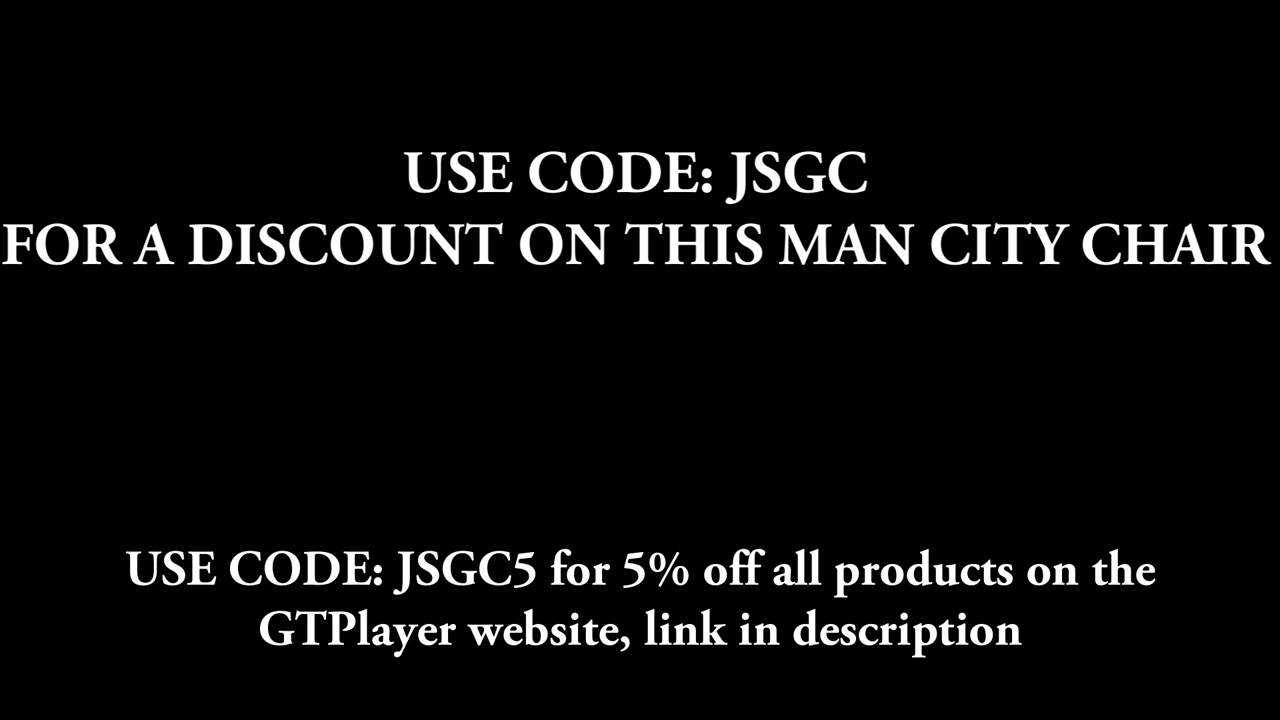 USE CODE: JSGC
FOR A DISCOUNT ON THIS MAN CITY CHAIR
USE CODE: JSGC5 for 5% off all products on the
GTPlayer website, link in description